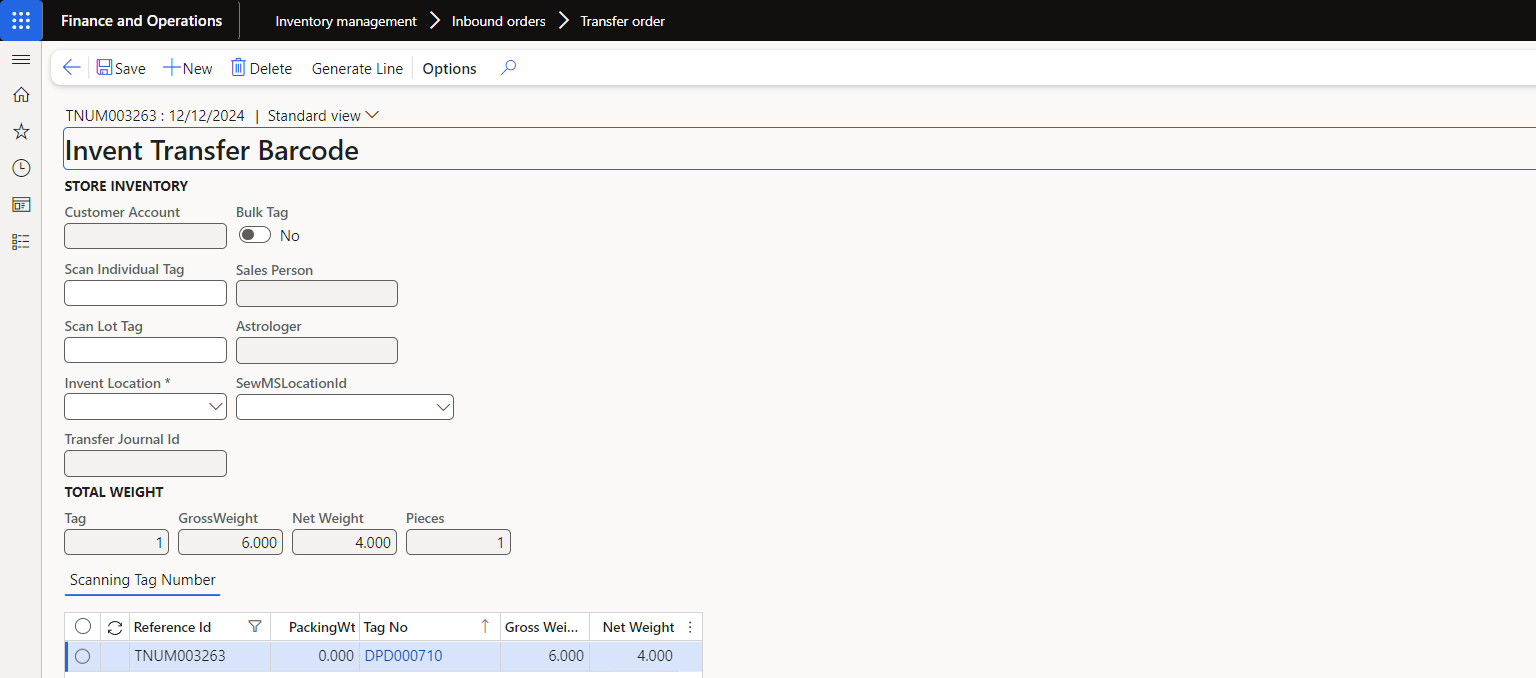 Finance and Operations Inventory management Inbound orders Transfer order
Save New Delete Generate Line Options
TNUM003263 : 12/12/2024 | Standard view
Invent Transfer Barcode
STORE INVENTORY
Customer Account Bulk Tag
No
Scan Individual Tag Sales Person
Scan Lot Tag Astrologer
Invent Location * SewMSLocationId
Transfer Journal Id
TOTAL WEIGHT
Tag GrossWeight Net Weight Pieces
1 6.000 4.000 1
Scanning Tag Number
Reference Id PackingWt Tag No Gross Wei... Net Weight
TNUM003263 0.000 DPD000710 6.000 4.000